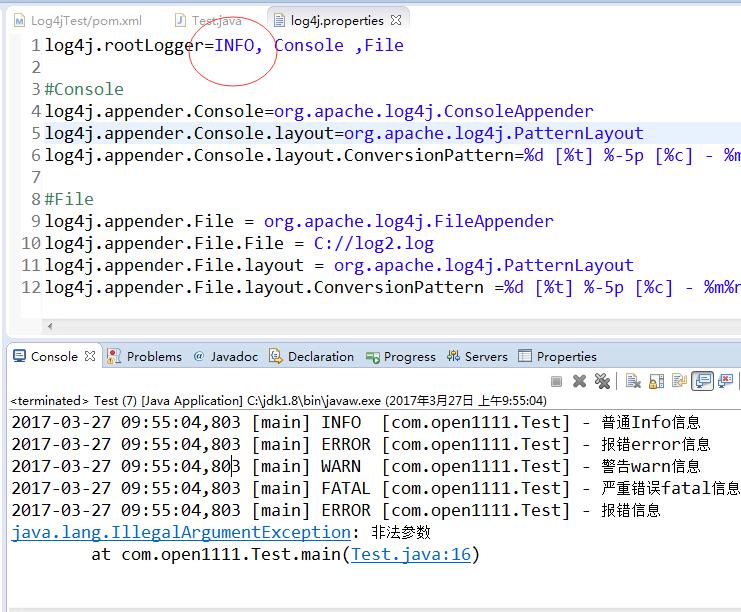 Log4jTest/pom.xml Test.java log4j.properties
1 log4j.rootLogger=INFO, Console ,File
2
3 #Console
4 log4j.appender.Console=org.apache.log4j.ConsoleAppender
5 log4j.appender.Console.layout=org.apache.log4j.PatternLayout
6 log4j.appender.Console.layout.ConversionPattern=%d [%t] %-5p [%c] - %m
7
8 #File
9 log4j.appender.File = org.apache.log4j.FileAppender
10 log4j.appender.File.File = C://log2.log
11 log4j.appender.File.layout = org.apache.log4j.PatternLayout
12 log4j.appender.File.layout.ConversionPattern =%d [%t] %-5p [%c] - %m%n
Console Problems @ Javadoc Declaration Progress Servers Properties
<terminated> Test (7) [Java Application] C:\jdk1.8\bin\javaw.exe (2017年3月27日 上午9:55:04)
2017-03-27 09:55:04,803 [main] INFO  [com.open1111.Test] - 普通Info信息
2017-03-27 09:55:04,803 [main] ERROR [com.open1111.Test] - 报错error信息
2017-03-27 09:55:04,803 [main] WARN  [com.open1111.Test] - 警告warn信息
2017-03-27 09:55:04,803 [main] FATAL [com.open1111.Test] - 严重错误fatal信息
2017-03-27 09:55:04,803 [main] ERROR [com.open1111.Test] - 报错信息
java.lang.IllegalArgumentException: 非法参数
at com.open1111.Test.main(Test.java:16)